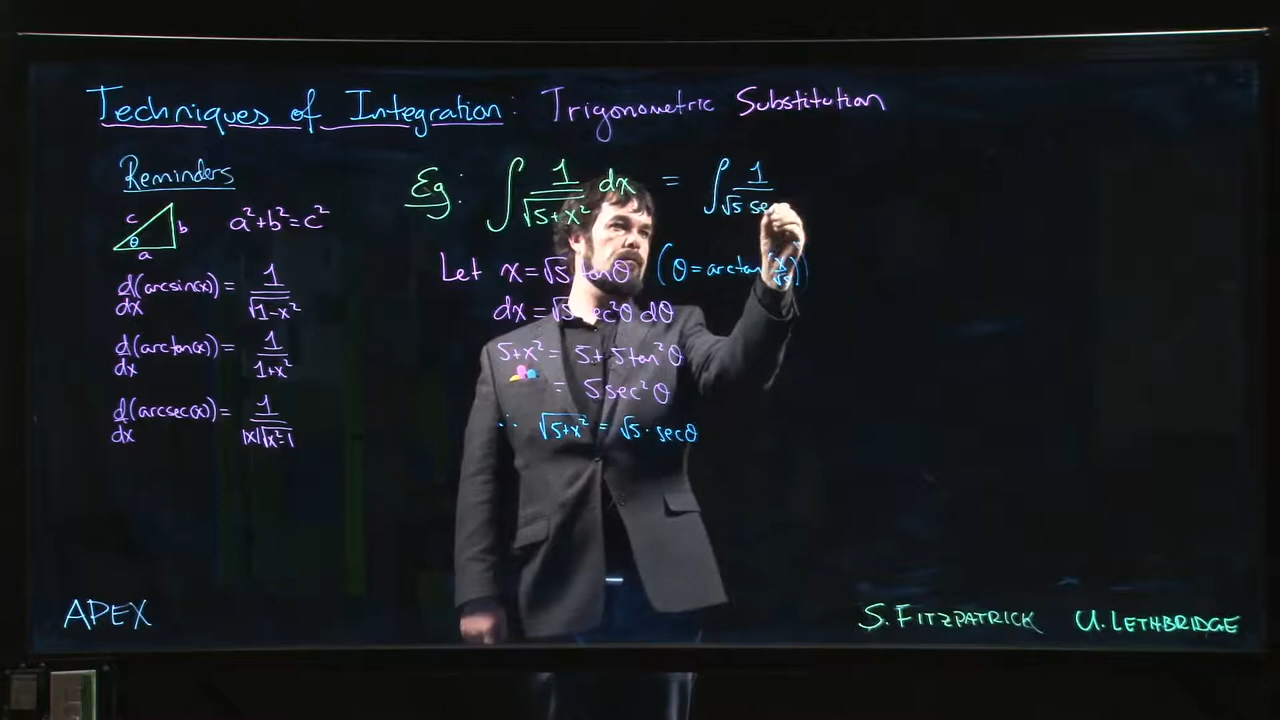 Techniques of Integration: Trigonometric Substitution
Reminders
c b θ a
a²+b²=c²
d/dx (arcsin(x)) = 1/√(1-x²)
d/dx (arctan(x)) = 1/(1+x²)
d/dx (arcsec(x)) = 1/(|x|√(x²-1))
Eg: ∫ 1/√(5+x²) dx = ∫ 1/(√5 sec
Let x=√5 tanθ (θ=arctan(x/√5))
dx=√5 sec²θ dθ
5+x² = 5+5tan²θ
= 5sec²θ
∴ √(5+x²) = √5·secθ
APEX
S. FITZPATRICK U. LETHBRIDGE